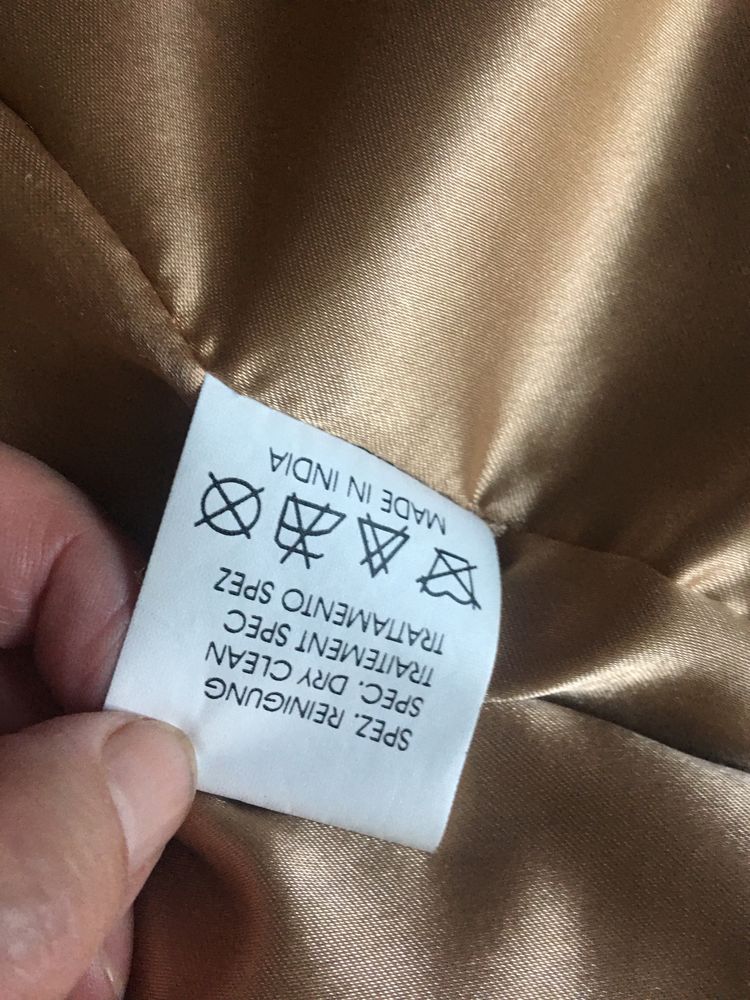 SPEZ. REINIGUNG
SPEC. DRY CLEAN
TRAITEMENT SPEC
TRATTAMENTO SPEZ
MADE IN INDIA